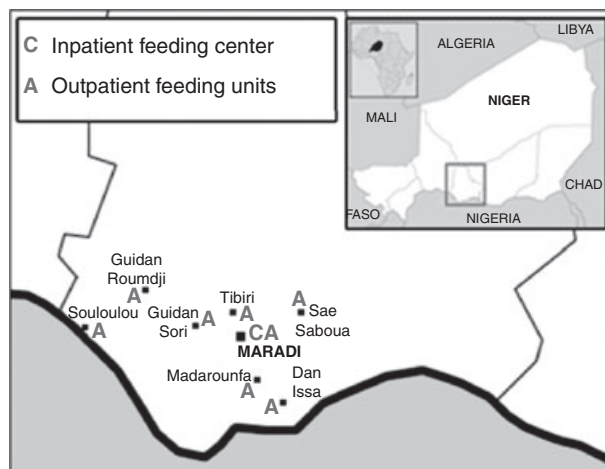 C Inpatient feeding center
A Outpatient feeding units
ALGERIA
LIBYA
NIGER
MALI
CHAD
FASO
NIGERIA
Guidan
Roumdji
A
Souloulou
A
Guidan
Sori
A
Tibiri
A
A
Sae
Saboua
CA
MARADI
Madarounfa
A
Dan
Issa
A